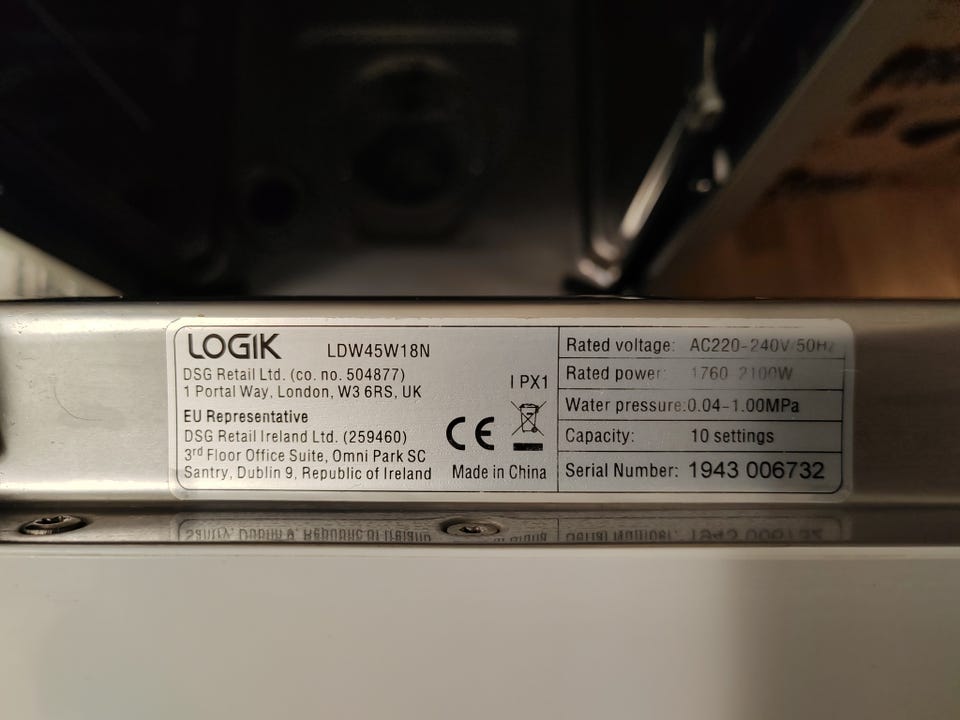 LOGIK LDW45W18N
DSG Retail Ltd. (co. no. 504877)
1 Portal Way, London, W3 6RS, UK
EU Representative
DSG Retail Ireland Ltd. (259460)
3rd Floor Office Suite, Omni Park SC
Santry, Dublin 9, Republic of Ireland
IPX1
CE
Made in China
Rated voltage: AC220-240V/50Hz
Rated power: 1760-2100W
Water pressure:0.04-1.00MPa
Capacity: 10 settings
Serial Number: 1943 006732